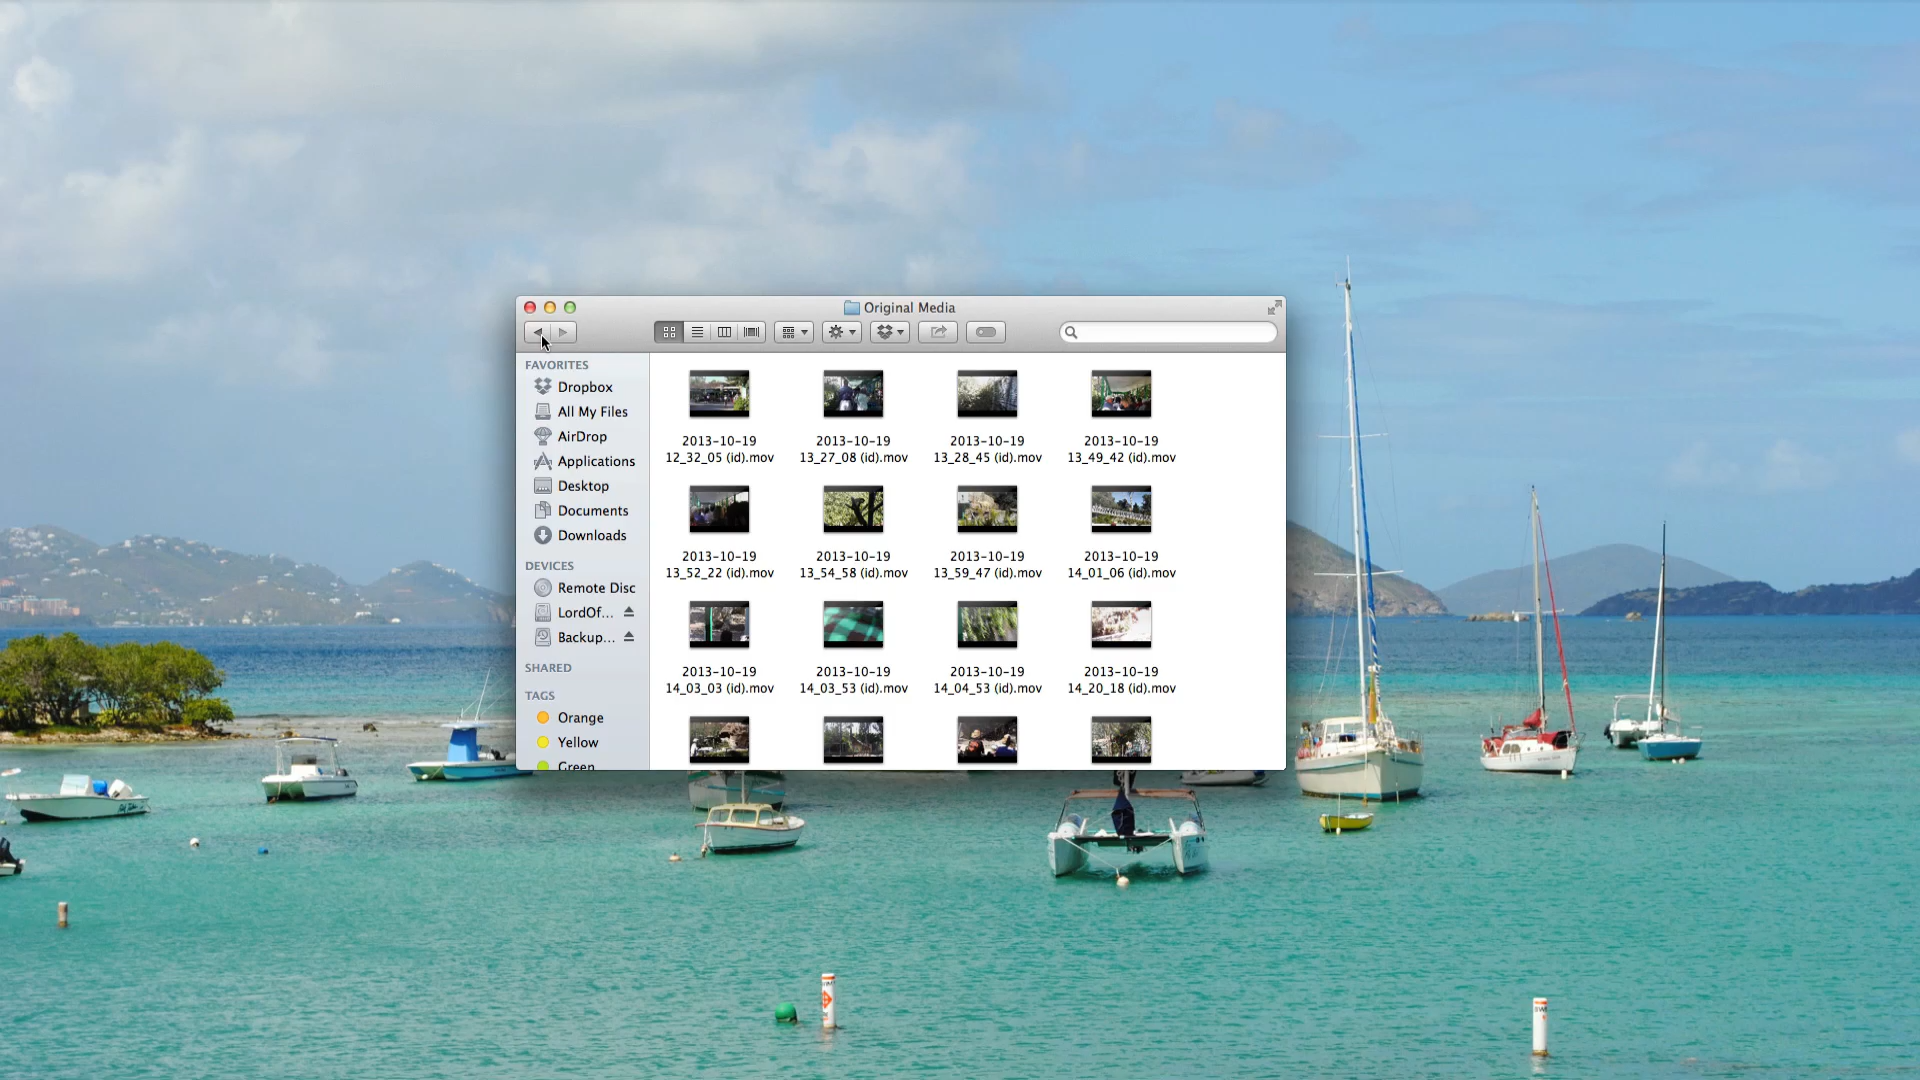 Original Media
FAVORITES
Dropbox
All My Files
AirDrop
Applications
Desktop
Documents
Downloads
DEVICES
Remote Disc
LordOf...
Backup...
SHARED
TAGS
Orange
Yellow
Green
2013-10-19 2013-10-19 2013-10-19 2013-10-19
12_32_05 (id).mov 13_27_08 (id).mov 13_28_45 (id).mov 13_49_42 (id).mov
2013-10-19 2013-10-19 2013-10-19 2013-10-19
13_52_22 (id).mov 13_54_58 (id).mov 13_59_47 (id).mov 14_01_06 (id).mov
2013-10-19 2013-10-19 2013-10-19 2013-10-19
14_03_03 (id).mov 14_03_53 (id).mov 14_04_53 (id).mov 14_20_18 (id).mov